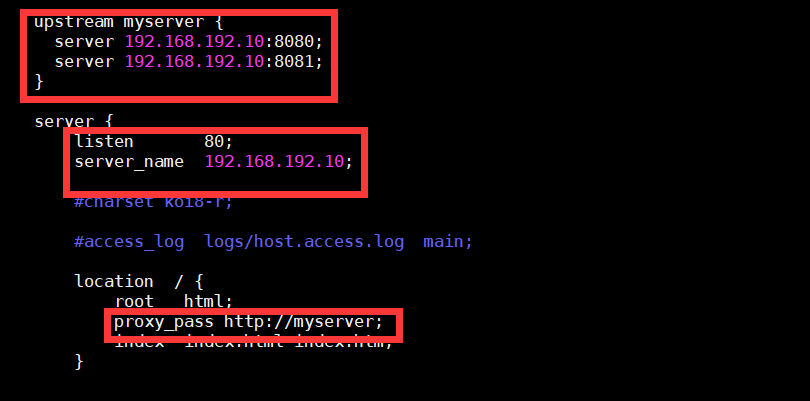 upstream myserver {
server 192.168.192.10:8080;
server 192.168.192.10:8081;
}
server {
listen 80;
server_name 192.168.192.10;
#charset koi8-r;
#access_log logs/host.access.log main;
location / {
root html;
proxy_pass http://myserver;
index index.html index.htm;
}